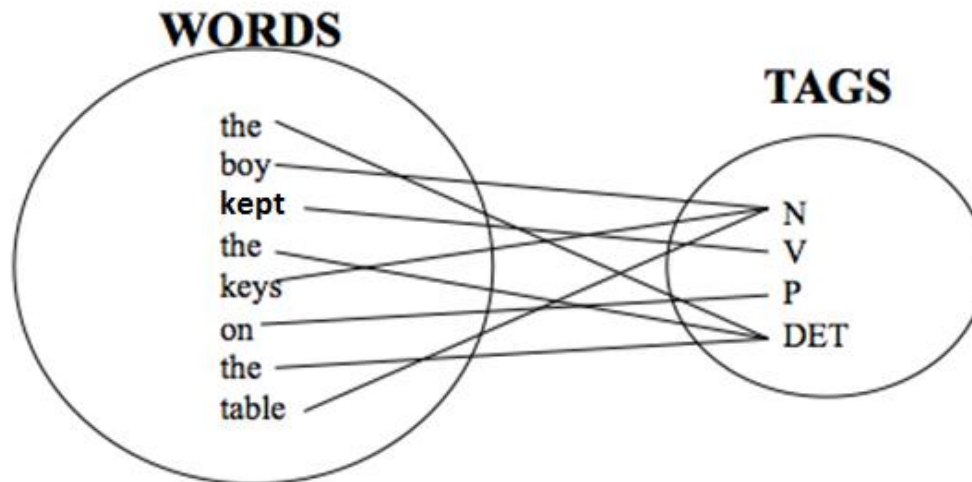 WORDS
the
boy
kept
the
keys
on
the
table
TAGS
N
V
P
DET